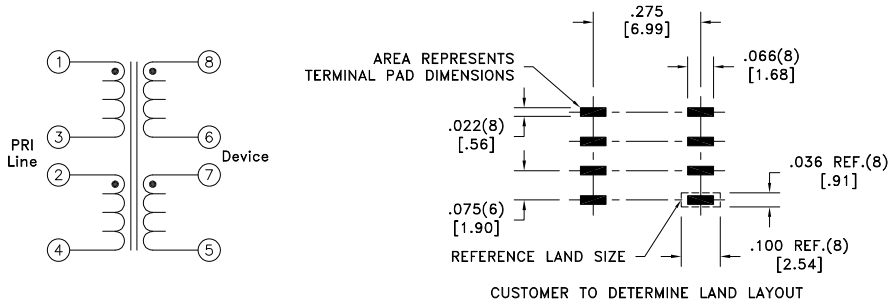 1
8
3
6
PRI
Line
Device
2
7
4
5
.275
[6.99]
AREA REPRESENTS
TERMINAL PAD DIMENSIONS
.066(8)
[1.68]
.022(8)
[.56]
.036 REF.(8)
[.91]
.075(6)
[1.90]
REFERENCE LAND SIZE
.100 REF.(8)
[2.54]
CUSTOMER TO DETERMINE LAND LAYOUT